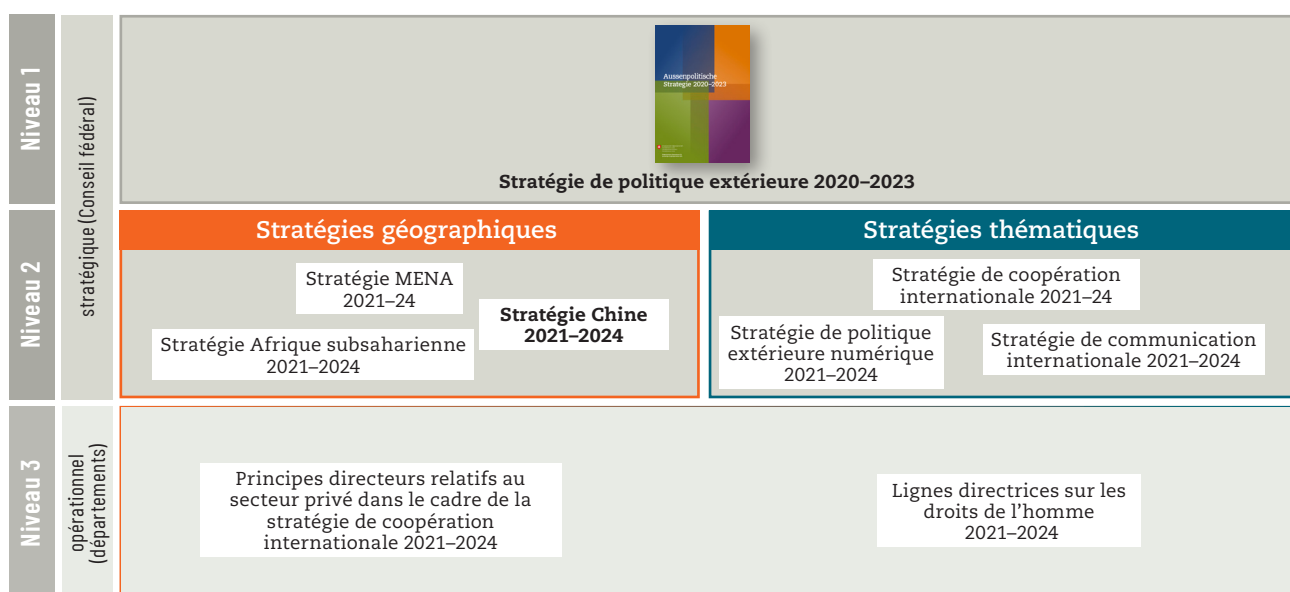 Niveau 1
stratégique (Conseil fédéral)
Aussenpolitische
Strategie 2020–2023
Stratégie de politique extérieure 2020–2023
Niveau 2
Stratégies géographiques
Stratégie MENA
2021–24
Stratégie Chine
2021–2024
Stratégie Afrique subsaharienne
2021–2024
Stratégies thématiques
Stratégie de coopération
internationale 2021–24
Stratégie de politique
extérieure numérique
2021–2024
Stratégie de communication
internationale 2021–2024
Niveau 3
opérationnel
(départements)
Principes directeurs relatifs au
secteur privé dans le cadre de la
stratégie de coopération
internationale 2021–2024
Lignes directrices sur les
droits de l’homme
2021–2024